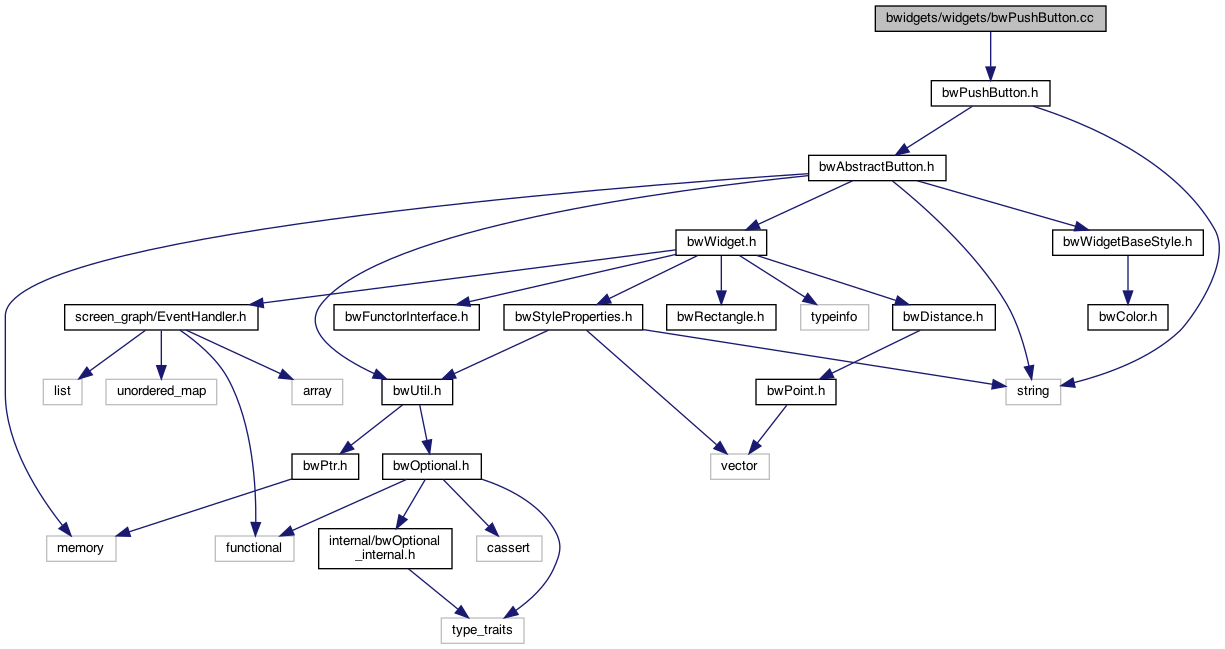 bwidgets/widgets/bwPushButton.cc
bwPushButton.h
bwAbstractButton.h
bwWidget.h
bwWidgetBaseStyle.h
screen_graph/EventHandler.h
bwFunctorInterface.h
bwStyleProperties.h
bwRectangle.h
typeinfo
bwDistance.h
bwColor.h
list
unordered_map
array
bwUtil.h
bwPoint.h
string
bwPtr.h
bwOptional.h
vector
memory
functional
internal/bwOptional
_internal.h
cassert
type_traits